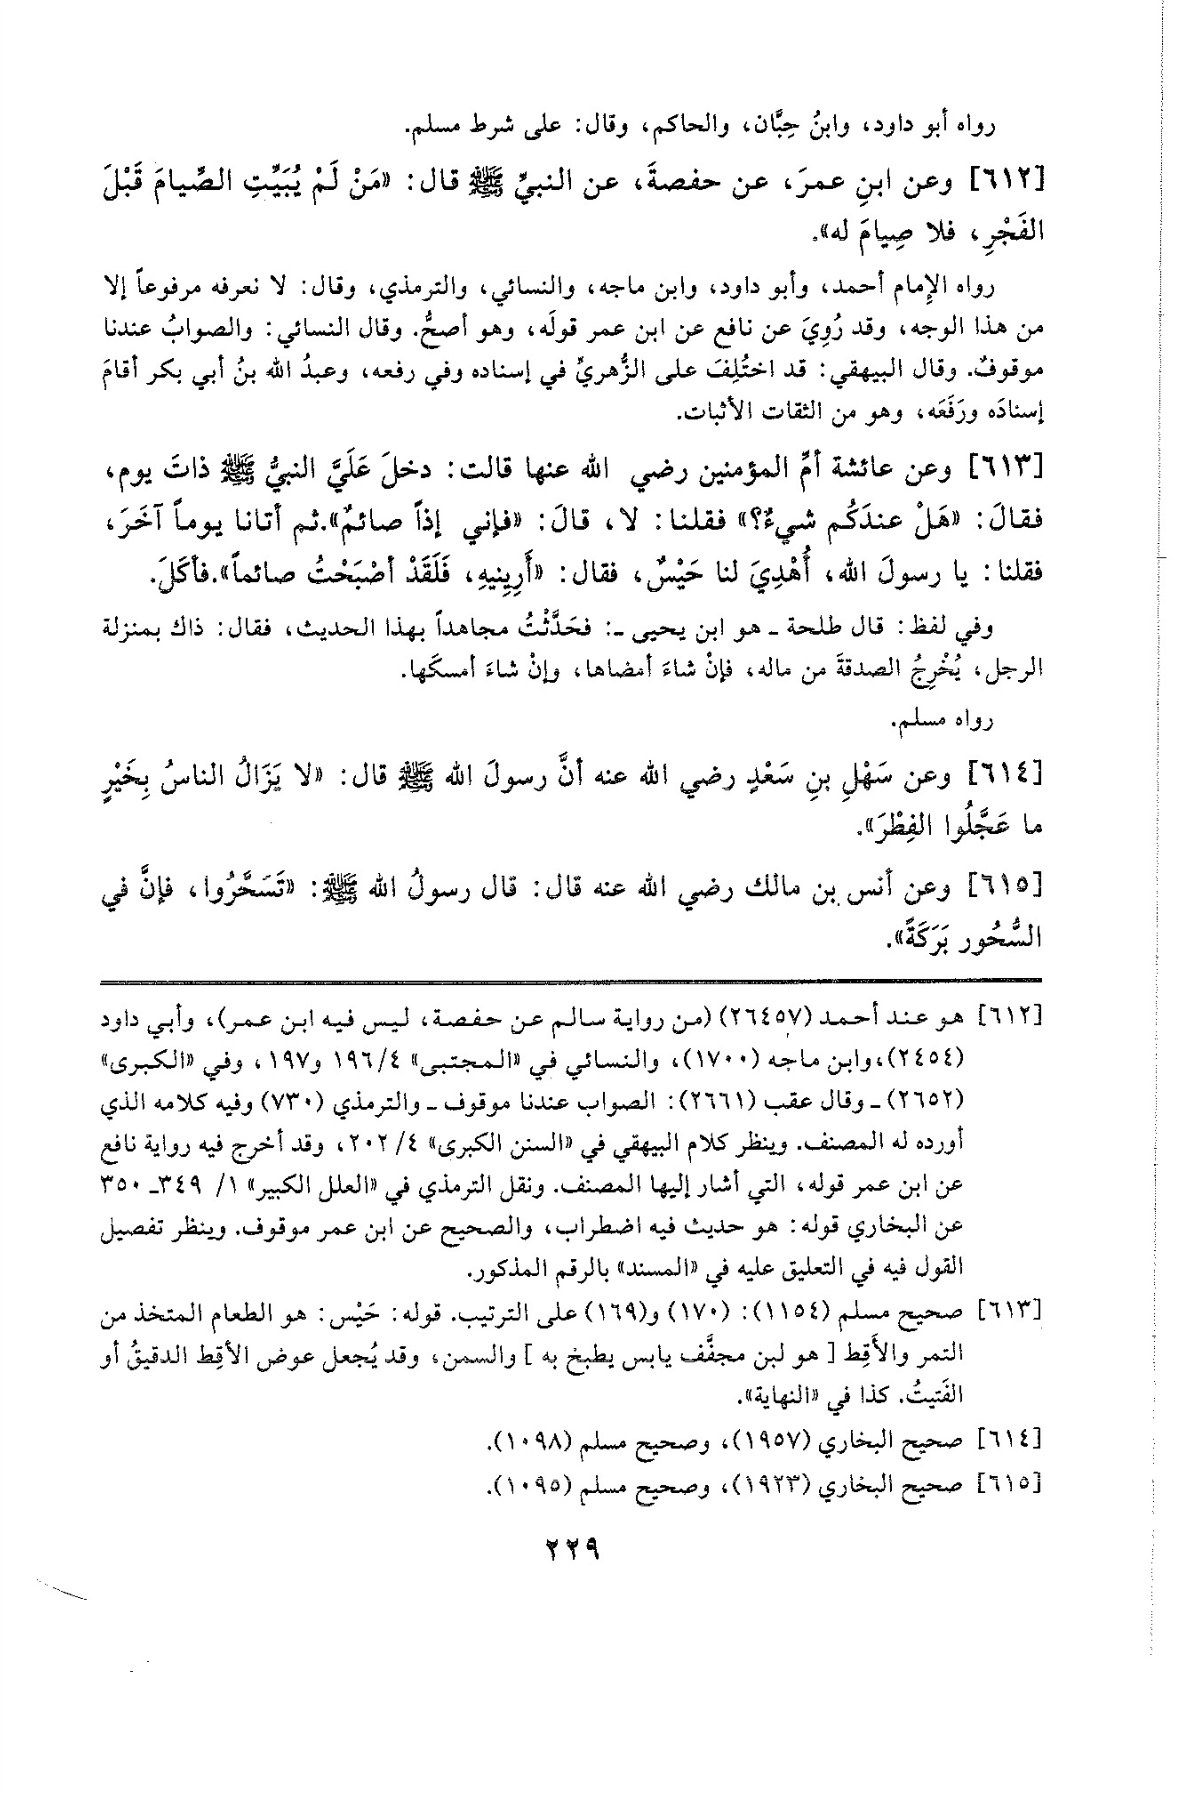 رواه أبو داود، وابنُ حِبَّان، والحاكم، وقال: على شرط مسلم.
[٦١٢] وعن ابنِ عمرَ، عن حفصةَ، عن النبيِّ ﷺ قال: «مَنْ لَمْ يُبَيِّتِ الصِّيامَ قَبْلَ
الفَجْرِ، فلا صِيامَ له».
رواه الإمام أحمد، وأبو داود، وابن ماجه، والنسائي، والترمذي، وقال: لا نعرفه مرفوعاً إلا
من هذا الوجه، وقد رُوِيَ عن نافع عن ابن عمر قولَه، وهو أصحُّ. وقال النسائي: والصوابُ عندنا
موقوفٌ. وقال البيهقي: قد اختُلِفَ على الزُّهريِّ في إسناده وفي رفعه، وعبدُ الله بنُ أبي بكر أقامَ
إسنادَه ورَفَعَه، وهو من الثقات الأثبات.
[٦١٣] وعن عائشة أمِّ المؤمنين رضي الله عنها قالت: دخلَ عَلَيَّ النبيُّ ﷺ ذاتَ يوم،
فقالَ: «هَلْ عندَكُم شيءٌ؟» فقلنا: لا، قالَ: «فإني إذاً صائمٌ».ثم أتانا يوماً آخَرَ،
فقلنا: يا رسولَ الله، أُهْدِيَ لنا حَيْسٌ، فقال: «أَرِينِيهِ، فَلَقَدْ أصْبَحْتُ صائماً».فأكَلَ.
وفي لفظ: قال طلحة ـ هو ابن يحيى ـ: فحَدَّثْتُ مجاهداً بهذا الحديث، فقال: ذاك بمنزلة
الرجل، يُخْرِجُ الصدقةَ من ماله، فإنْ شاءَ أمضاها، وإنْ شاءَ أمسكَها.
رواه مسلم.
[٦١٤] وعن سَهْلِ بنِ سَعْدٍ رضي الله عنه أنَّ رسولَ الله ﷺ قال: «لا يَزَالُ الناسُ بِخَيْرٍ
ما عَجَّلُوا الفِطْرَ».
[٦١٥] وعن أنس بن مالك رضي الله عنه قال: قال رسولُ الله ﷺ: «تَسَحَّرُوا، فإنَّ في
السُّحُور بَرَكَةً».
[٦١٢] هو عند أحمد (٢٦٤٥٧) (من رواية سالم عن حفصة، ليس فيه ابن عمر)، وأبي داود
(٢٤٥٤)،وابن ماجه (١٧٠٠)، والنسائي في «المجتبى» ١٩٦/٤ و١٩٧، وفي «الكبرى»
(٢٦٥٢) ـ وقال عقب (٢٦٦١): الصواب عندنا موقوف ـ والترمذي (٧٣٠) وفيه كلامه الذي
أورده له المصنف. وينظر كلام البيهقي في «السنن الكبرى» ٢٠٢/٤، وقد أخرج فيه رواية نافع
عن ابن عمر قوله، التي أشار إليها المصنف. ونقل الترمذي في «العلل الكبير» ١/ ٣٤٩ـ ٣٥٠
عن البخاري قوله: هو حديث فيه اضطراب، والصحيح عن ابن عمر موقوف. وينظر تفصيل
القول فيه في التعليق عليه في «المسند» بالرقم المذكور.
[٦١٣] صحيح مسلم (١١٥٤): (١٧٠) و(١٦٩) على الترتيب. قوله: حَيْس: هو الطعام المتخذ من
التمر والأَقِط [ هو لبن مجفَّف يابس يطبخ به ] والسمن، وقد يُجعل عوض الأقِط الدقيقُ أو
الفَتيتُ. كذا في «النهاية».
[٦١٤] صحيح البخاري (١٩٥٧)، وصحيح مسلم (١٠٩٨).
[٦١٥] صحيح البخاري (١٩٢٣)، وصحيح مسلم (١٠٩٥).
٢٢٩